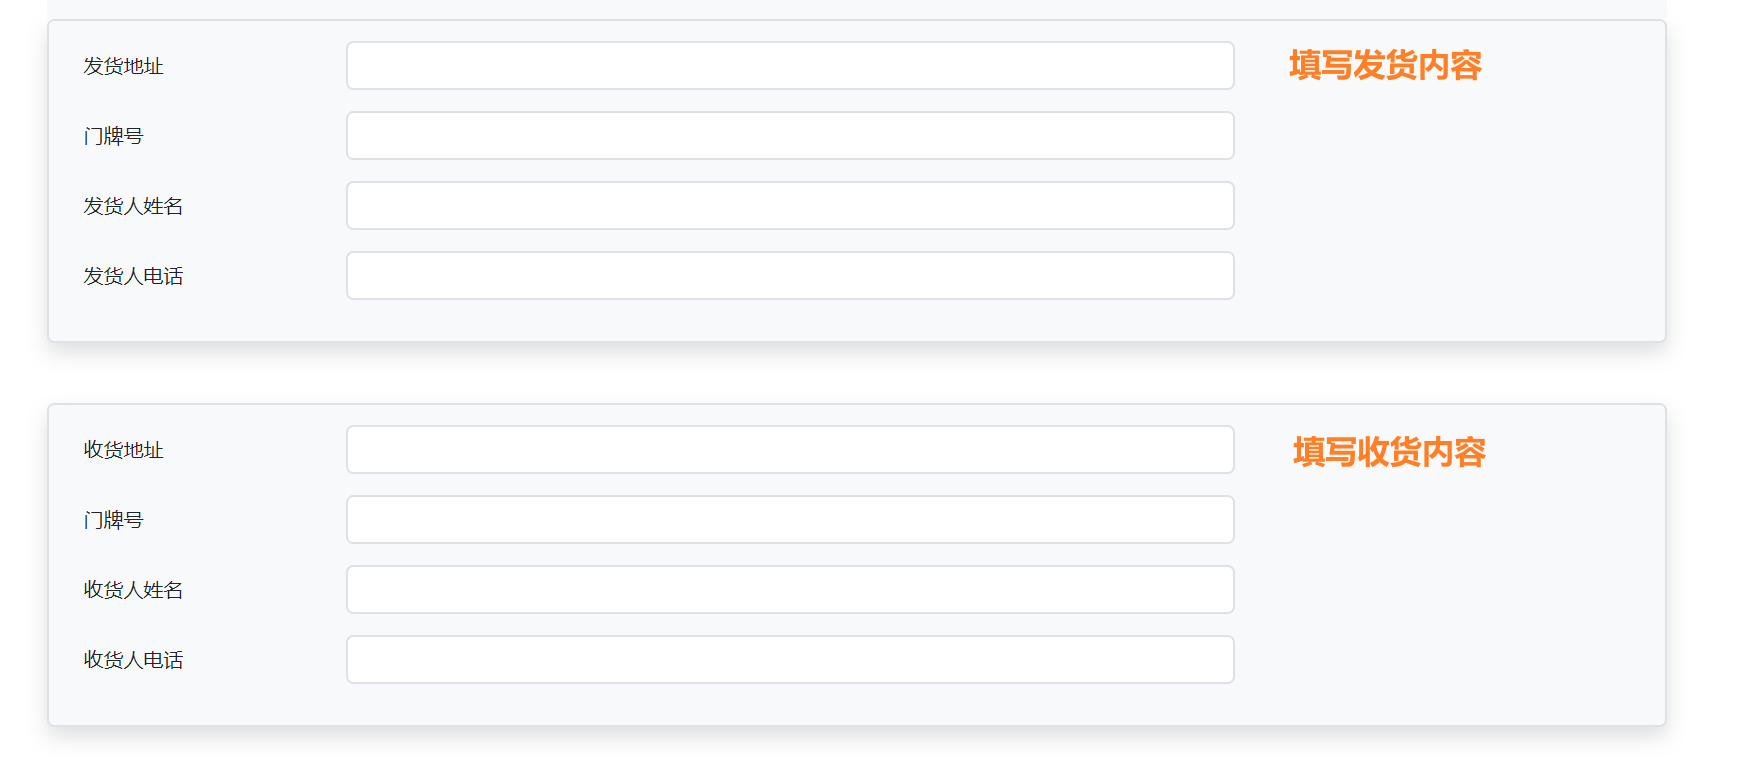 发货地址
填写发货内容
门牌号
发货人姓名
发货人电话
收货地址
填写收货内容
门牌号
收货人姓名
收货人电话